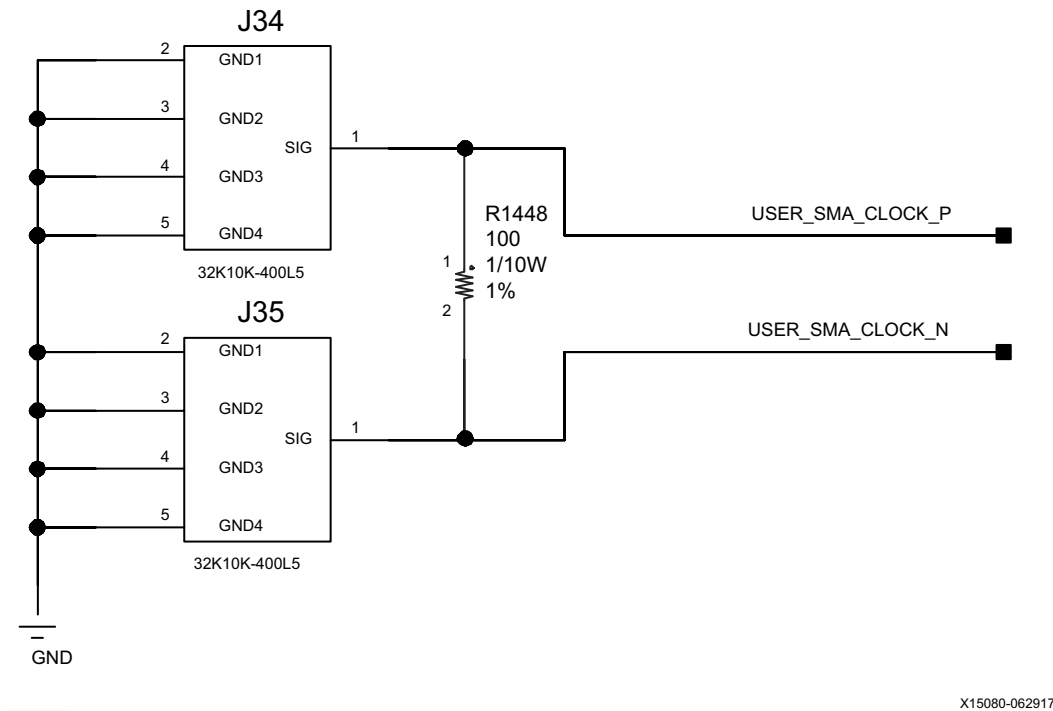 J34
2
GND1
3
GND2
SIG
1
4
GND3
5
GND4
32K10K-400L5
R1448
100
1/10W
1%
1
2
USER_SMA_CLOCK_P
J35
2
GND1
3
GND2
SIG
1
4
GND3
5
GND4
32K10K-400L5
USER_SMA_CLOCK_N
GND
X15080-062917